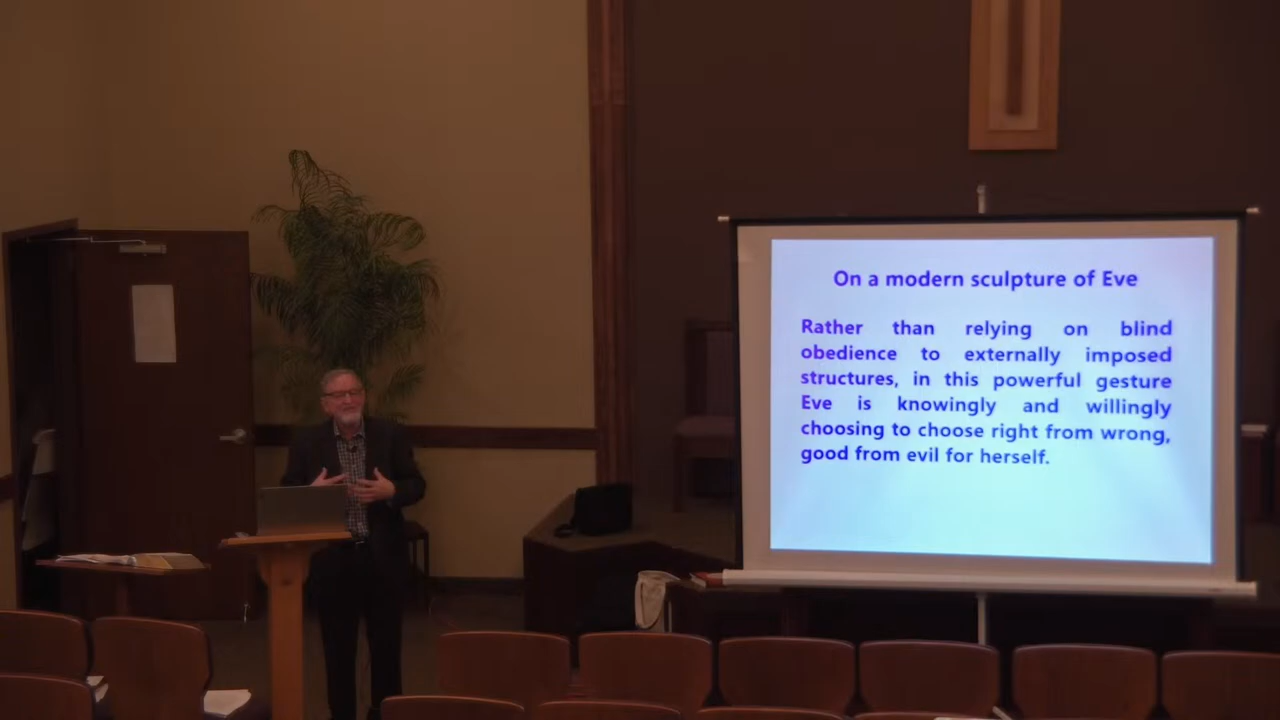 On a modern sculpture of Eve
Rather than relying on blind
obedience to externally imposed
structures, in this powerful gesture
Eve is knowingly and willingly
choosing to choose right from wrong,
good from evil for herself.